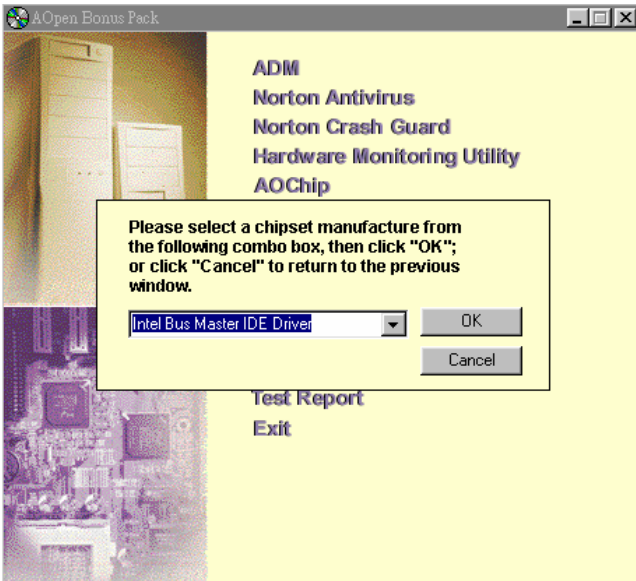 AOpen Bonus Pack
ADM
Norton Antivirus
Norton Crash Guard
Hardware Monitoring Utility
AOChip
Please select a chipset manufacture from
the following combo box, then click "OK";
or click "Cancel" to return to the previous
window.
Intel Bus Master IDE Driver
OK
Cancel
Test Report
Exit